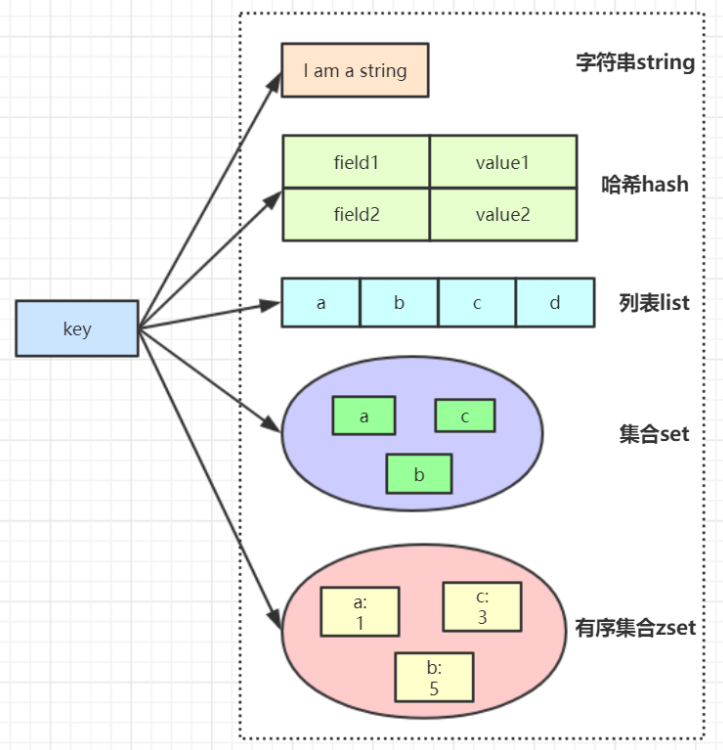 I am a string
字符串string
field1
value1
哈希hash
field2
value2
a
b
c
d
列表list
key
a
c
集合set
b
a:
1
c:
3
有序集合zset
b:
5